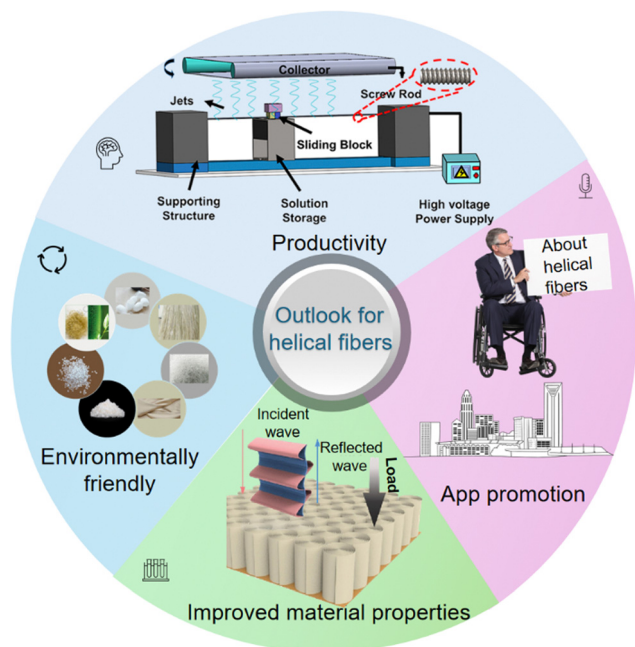 Collector
Jets
Screw Rod
Sliding Block
Supporting
Structure
Solution
Storage
High voltage
Power Supply
Productivity
About
helical
fibers
Outlook for
helical fibers
Incident
wave
Reflected
wave
Load
Environmentally
friendly
App promotion
Improved material properties